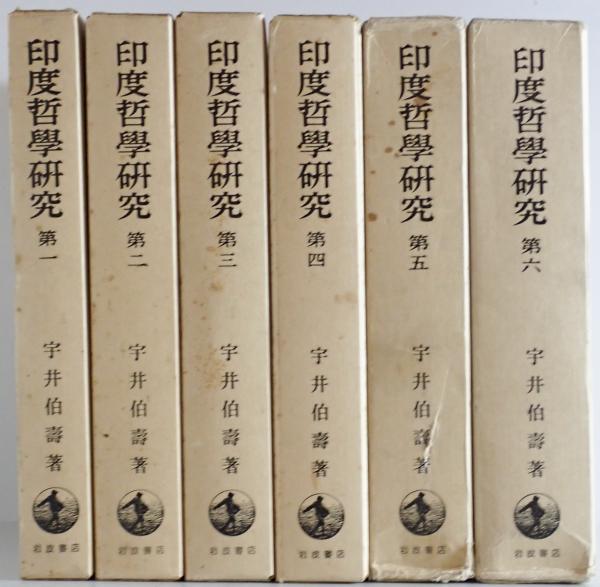 印度哲學研究 第一
宇井伯壽著
岩波書店
印度哲學研究 第二
宇井伯壽著
岩波書店
印度哲學研究 第三
宇井伯壽著
岩波書店
印度哲學研究 第四
宇井伯壽著
岩波書店
印度哲學研究 第五
宇井伯壽著
岩波書店
印度哲學研究 第六
宇井伯壽著
岩波書店